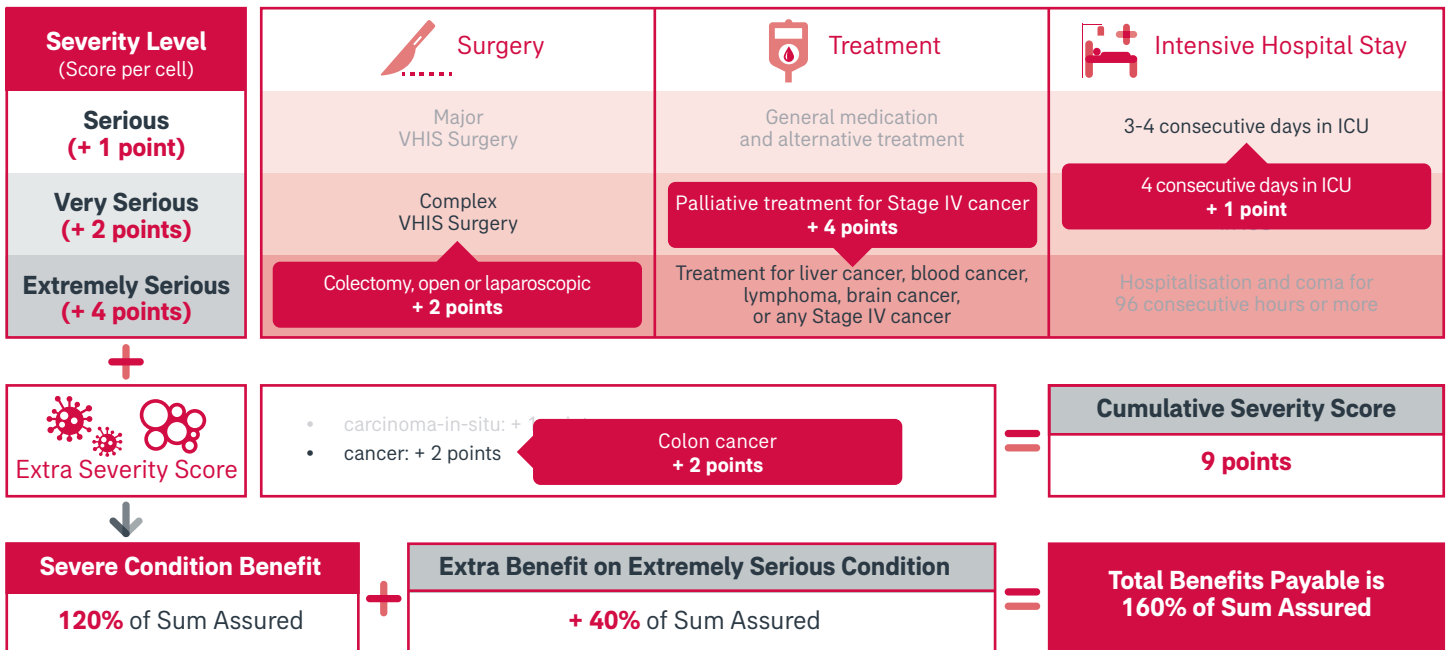 Severity Level
(Score per cell)
Surgery
Treatment
Intensive Hospital Stay
Serious
(+ 1 point)
Major
VHIS Surgery
General medication
and alternative treatment
3-4 consecutive days in ICU
Very Serious
(+ 2 points)
Complex
VHIS Surgery
Palliative treatment for Stage IV cancer
+ 4 points
4 consecutive days in ICU
+ 1 point
Extremely Serious
(+ 4 points)
Colectomy, open or laparoscopic
+ 2 points
Treatment for liver cancer, blood cancer,
lymphoma, brain cancer,
or any Stage IV cancer
Hospitalisation and coma for
96 consecutive hours or more
+
Extra Severity Score
• carcinoma-in-situ: +
• cancer: + 2 points
Colon cancer
+ 2 points
=
Cumulative Severity Score
9 points
Severe Condition Benefit
120% of Sum Assured
+
Extra Benefit on Extremely Serious Condition
+ 40% of Sum Assured
=
Total Benefits Payable is
160% of Sum Assured